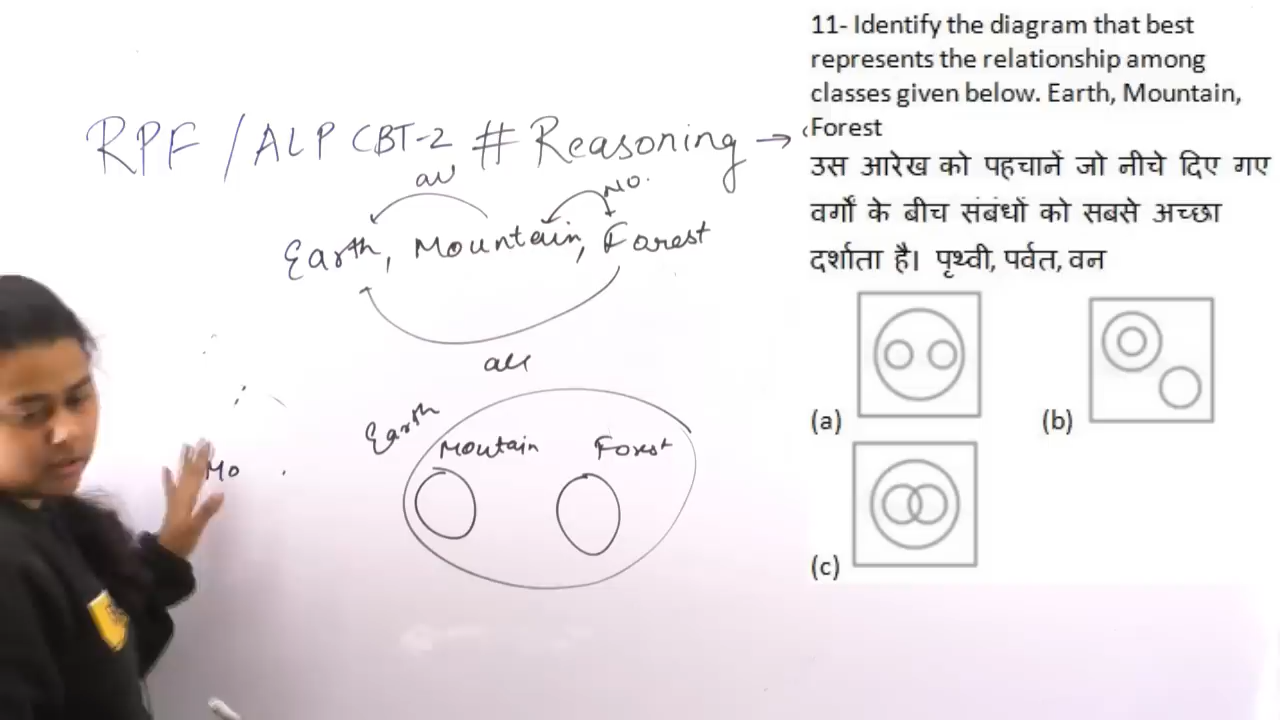 RPF / ALP CBT-2 # Reasoning →
all NO.
Earth, Mountain, Forest
all
Earth
Moutain Forest
Mo
11- Identify the diagram that best
represents the relationship among
classes given below. Earth, Mountain,
Forest
उस आरेख को पहचानें जो नीचे दिए गए
वर्गों के बीच संबंधों को सबसे अच्छा
दर्शाता है। पृथ्वी, पर्वत, वन
(a) (b)
(c)